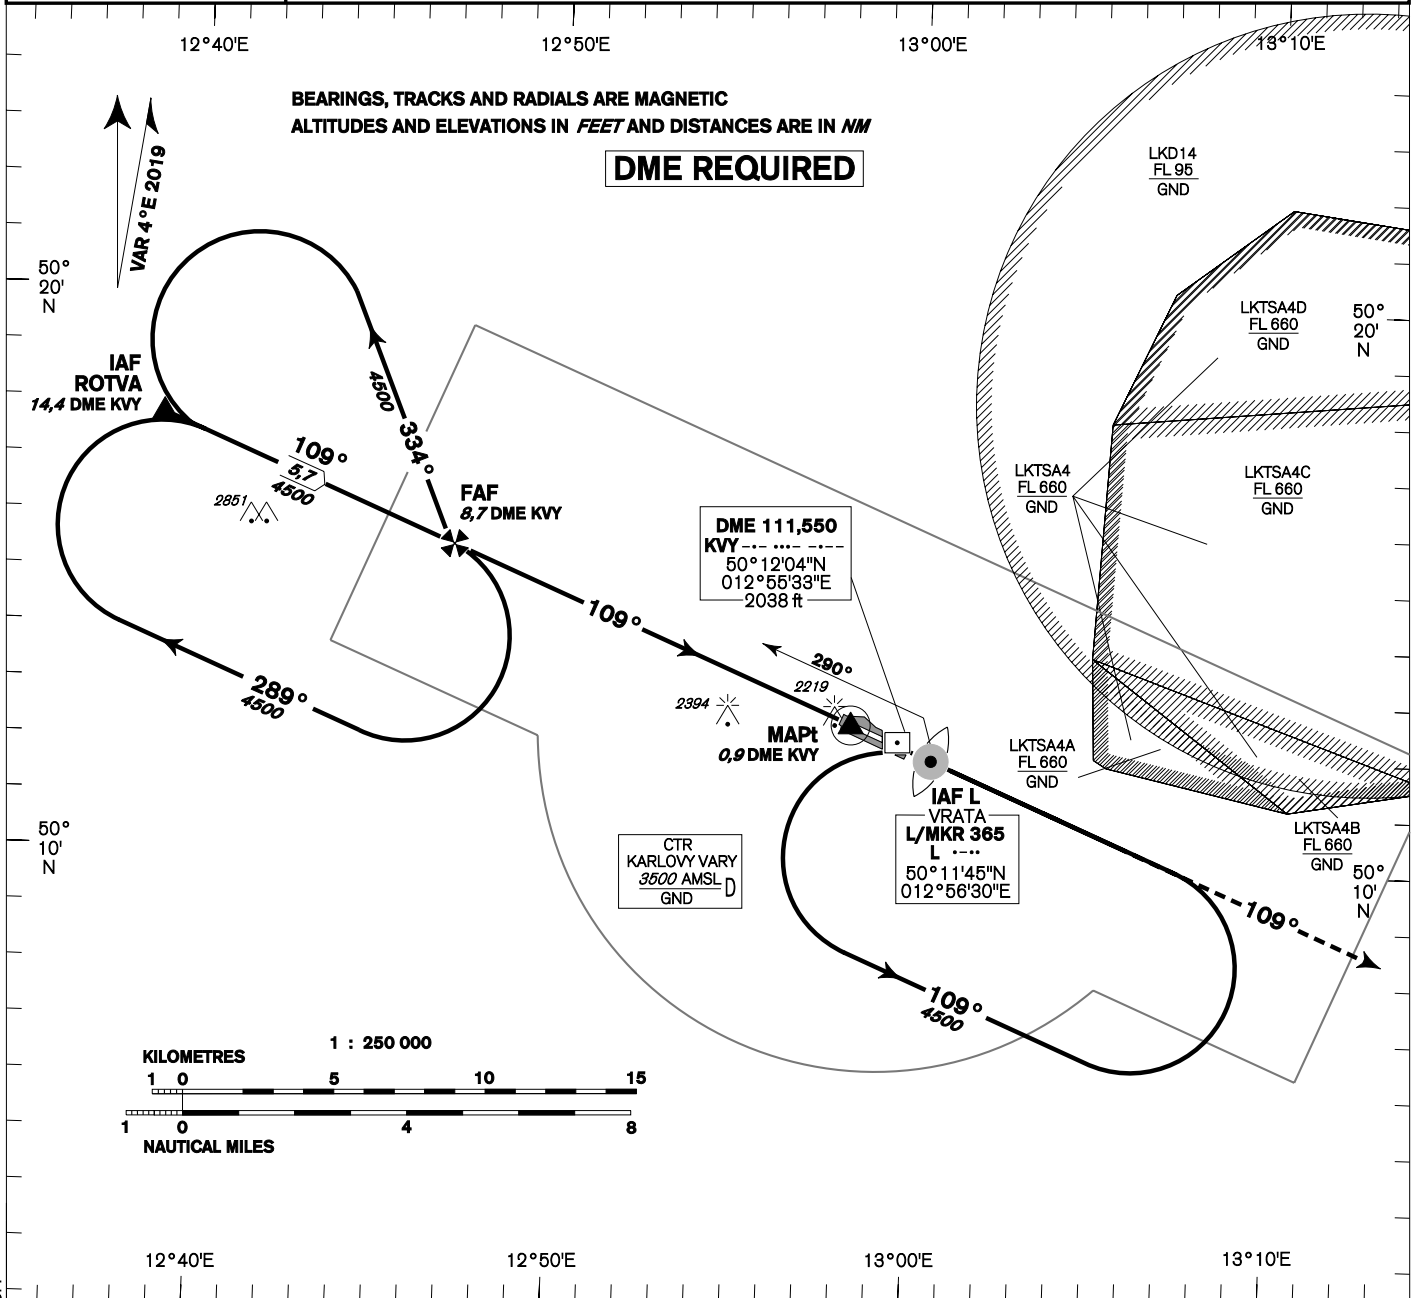 12°40'E
12°50'E
13°00'E
13°10'E
BEARINGS, TRACKS AND RADIALS ARE MAGNETIC
ALTITUDES AND ELEVATIONS IN FEET AND DISTANCES ARE IN NM
DME REQUIRED
VAR 4°E 2019
LKD14
FL 95
GND
50°
20'
N
LKTSA4D
FL 660
GND
50°
20'
N
IAF
ROTVA
14,4 DME KVY
4500
334°
109°
5,7
4500
2851
FAF
8,7 DME KVY
LKTSA4
FL 660
GND
LKTSA4C
FL 660
GND
DME 111,550
KVY -·- ···- -·--
50°12'04"N
012°55'33"E
2038 ft
109°
290°
2394
2219
289°
4500
MAPt
0,9 DME KVY
LKTSA4A
FL 660
GND
IAF L
VRATA
L/MKR 365
L ·-··
50°11'45"N
012°56'30"E
LKTSA4B
FL 660
GND
50°
10'
N
CTR
KARLOVY VARY
3500 AMSL
GND
D
50°
10'
N
109°
109°
4500
1 : 250 000
KILOMETRES
1 0 5 10 15
1 0 4 8
NAUTICAL MILES
12°40'E
12°50'E
13°00'E
13°10'E